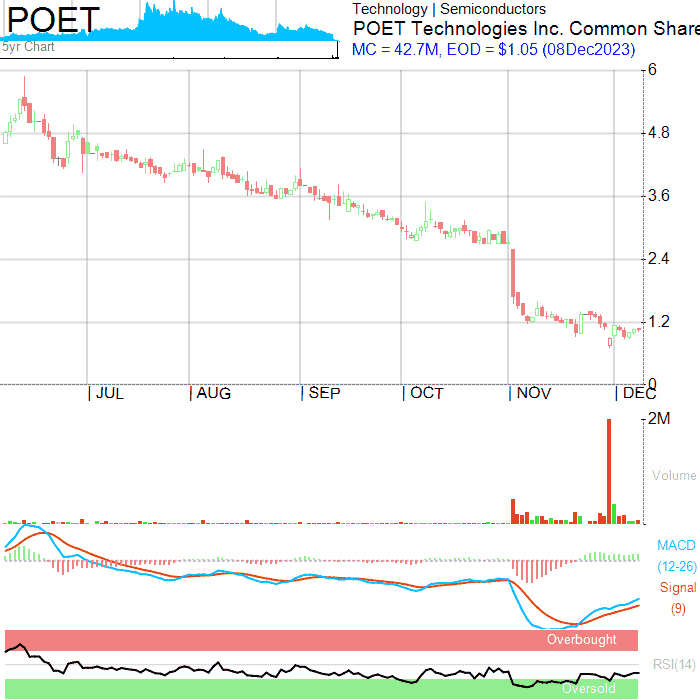 POET
5yr Chart
Technology | Semiconductors
POET Technologies Inc. Common Share
MC = 42.7M, EOD = $1.05 (08Dec2023)
6
4.8
3.6
2.4
1.2
0
| JUL | AUG | SEP | OCT | NOV | DEC
2M
Volume
MACD
(12-26)
Signal
(9)
Overbought
RSI(14)
Oversold